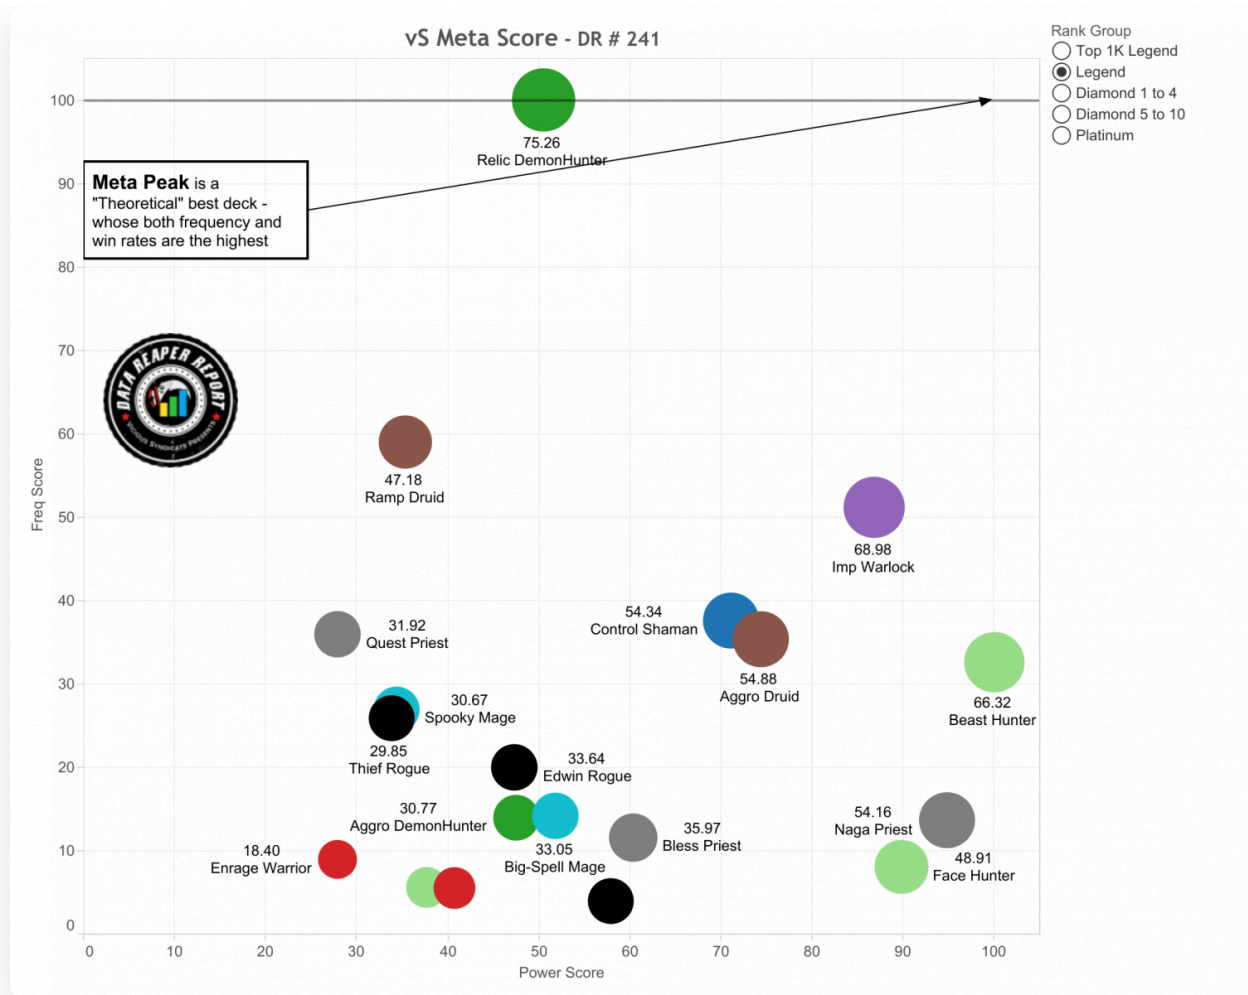 vS Meta Score - DR # 241
Rank Group
Top 1K Legend
Legend
Diamond 1 to 4
Diamond 5 to 10
Platinum
100
75.26
Relic DemonHunter
Meta Peak is a
"Theoretical" best deck -
whose both frequency and
win rates are the highest
90
80
70
DATA REAPER REPORT
VICIOUS SYNDICATE PRESENTS
60
47.18
Ramp Druid
Freq Score
50
68.98
Imp Warlock
40
54.34
Control Shaman
31.92
Quest Priest
54.88
Aggro Druid
30
66.32
Beast Hunter
30.67
Spooky Mage
29.85
Thief Rogue
20
33.64
Edwin Rogue
30.77
Aggro DemonHunter
54.16
Naga Priest
35.97
Bless Priest
10
18.40
Enrage Warrior
33.05
Big-Spell Mage
48.91
Face Hunter
0
0 10 20 30 40 50 60 70 80 90 100
Power Score